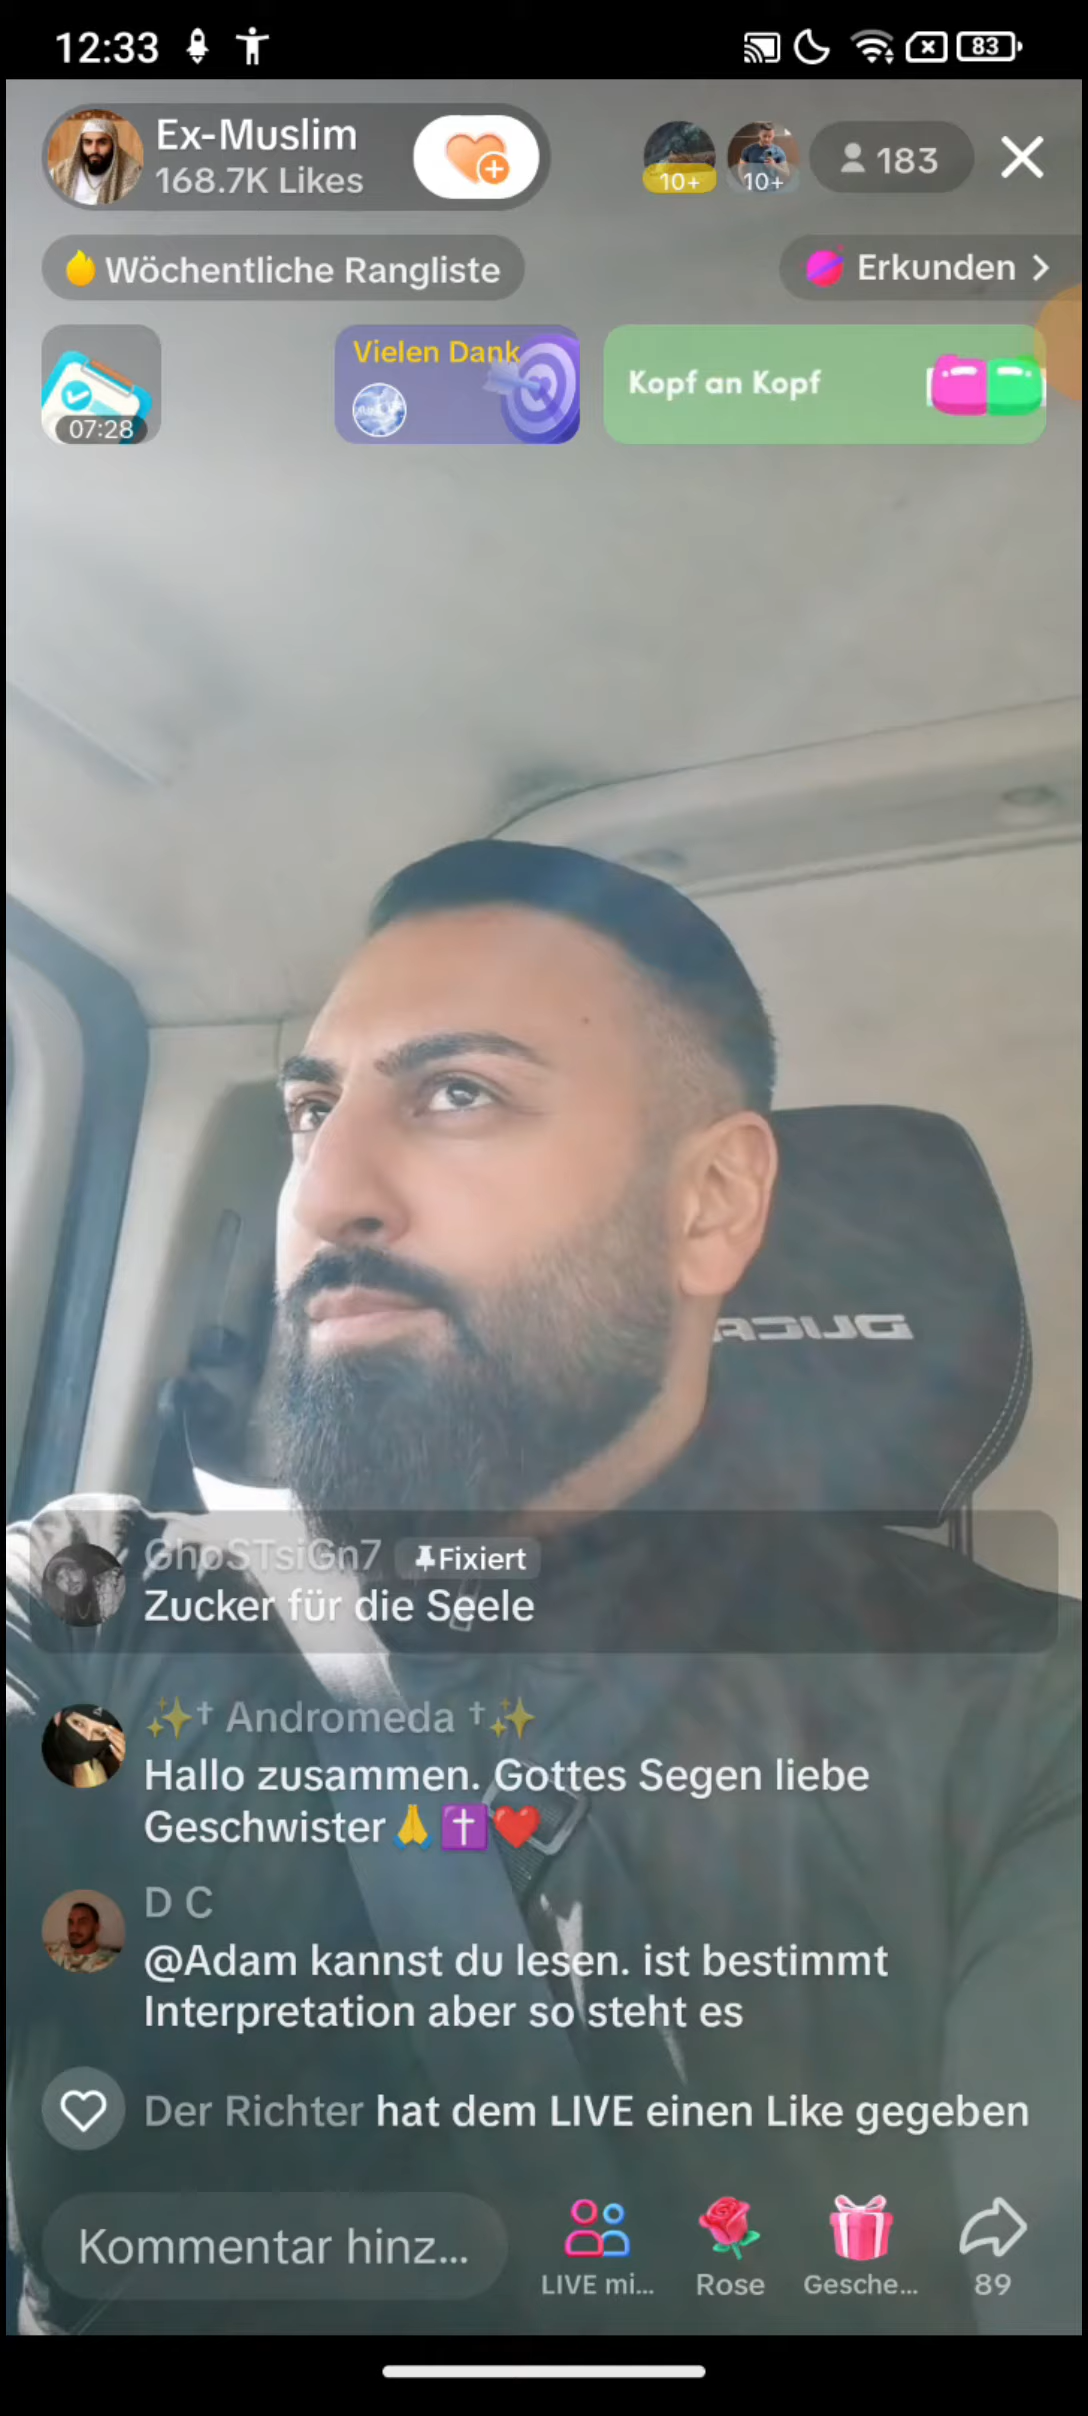 12:33
83
Ex-Muslim
168.7K Likes
10+
10+
183
Wöchentliche Rangliste
Erkunden
07:28
Vielen Dank
Kopf an Kopf
GhoSTsiGn7 Fixiert
Zucker für die Seele
✨† Andromeda †✨
Hallo zusammen. Gottes Segen liebe
Geschwister🙏✝️❤️
D C
@Adam kannst du lesen. ist bestimmt
Interpretation aber so steht es
Der Richter hat dem LIVE einen Like gegeben
Kommentar hinz...
LIVE mi...
Rose
Gesche...
89